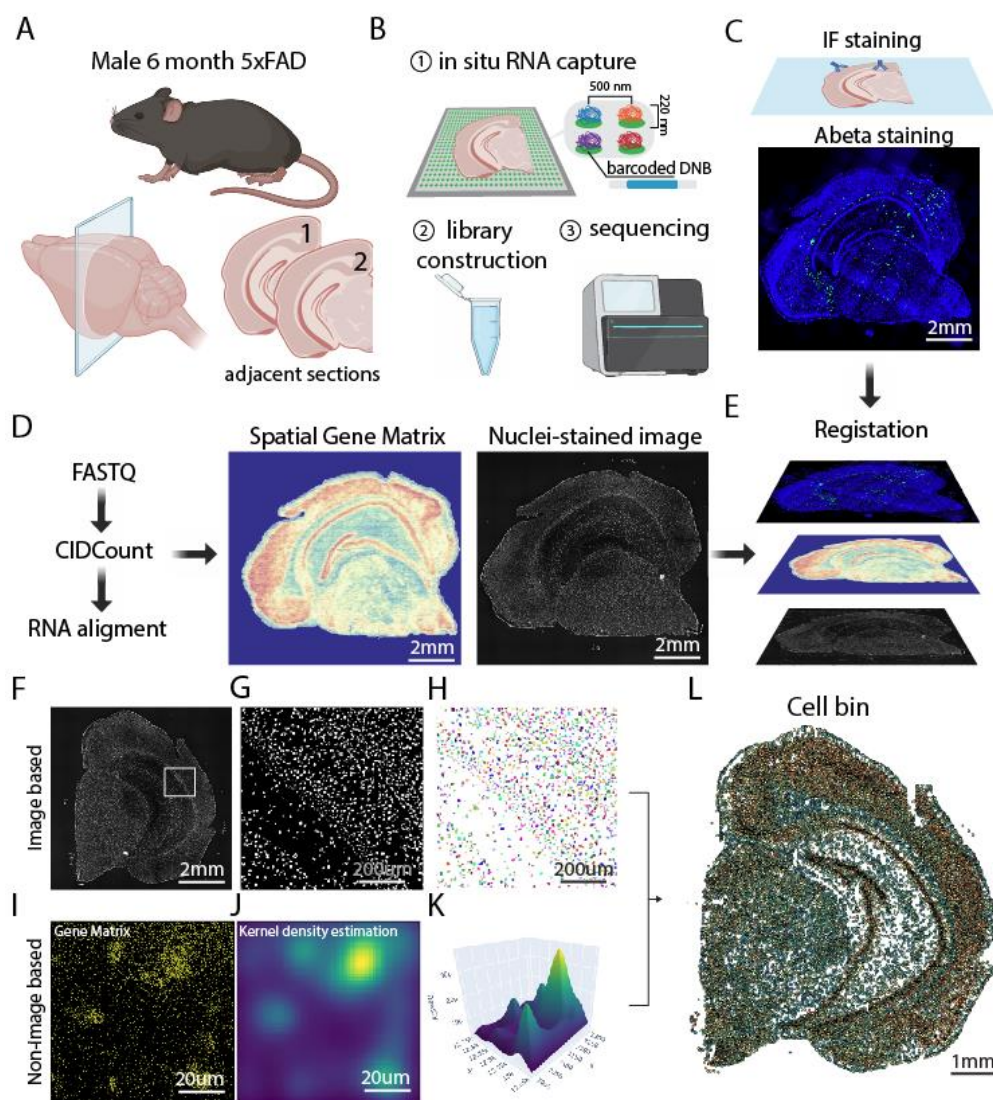 A
Male 6 month 5xFAD
1
2
adjacent sections
B
① in situ RNA capture
500 nm
220 nm
barcoded DNB
② library construction
③ sequencing
C
IF staining
Abeta staining
2mm
D
FASTQ
CIDCount
RNA aligment
Spatial Gene Matrix
2mm
Nuclei-stained image
2mm
E
Registation
F
Image based
2mm
G
200um
H
200um
I
Non-Image based
Gene Matrix
20um
J
Kernel density estimation
20um
K
L
Cell bin
1mm